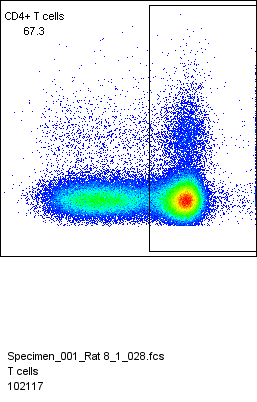 CD4+ T cells
67.3
Specimen_001_Rat 8_1_028.fcs
T cells
102117